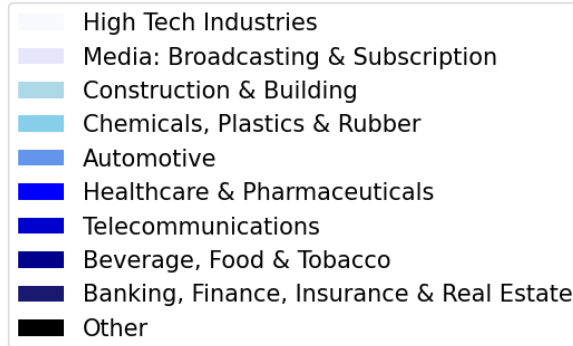 High Tech Industries
Media: Broadcasting & Subscription
Construction & Building
Chemicals, Plastics & Rubber
Automotive
Healthcare & Pharmaceuticals
Telecommunications
Beverage, Food & Tobacco
Banking, Finance, Insurance & Real Estate
Other